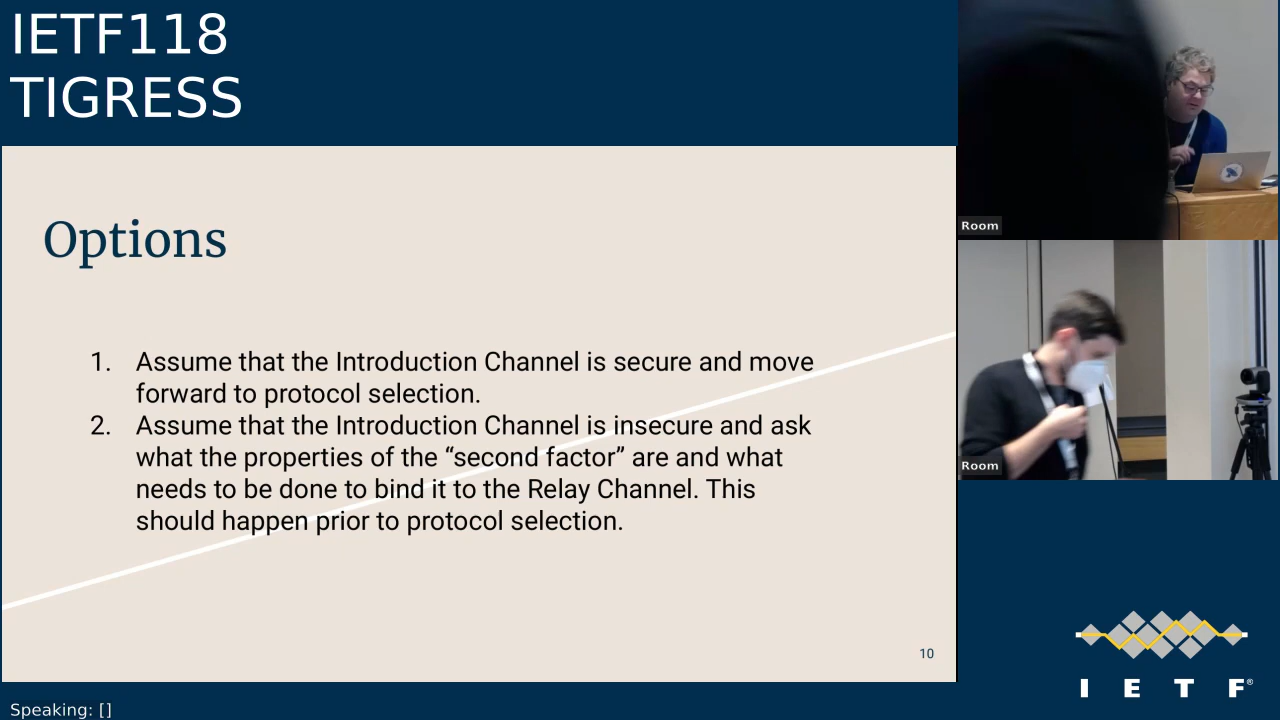 IETF118
TIGRESS
Options
1. Assume that the Introduction Channel is secure and move
forward to protocol selection.
2. Assume that the Introduction Channel is insecure and ask
what the properties of the “second factor” are and what
needs to be done to bind it to the Relay Channel. This
should happen prior to protocol selection.
10
Room
Room
I E T F®
Speaking: []